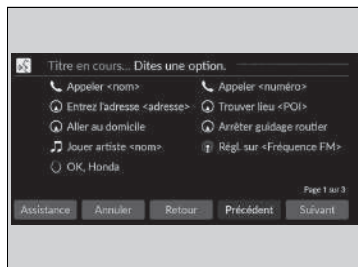 Titre en cours... Dites une option.
Appeler <nom> Appeler <numéro>
Entrez l'adresse <adresse> Trouver lieu <POI>
Aller au domicile Arrêter guidage routier
Jouer artiste <nom> Régl. sur <Fréquence FM>
OK, Honda
Page 1 sur 3
Assistance Annuler Retour Précédent Suivant